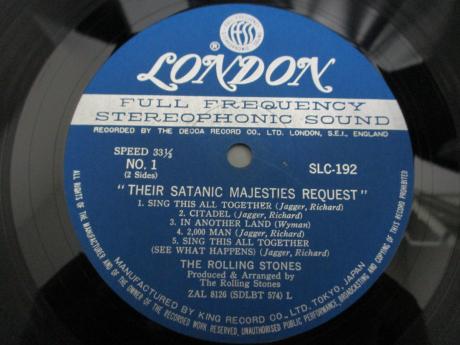 ®
LONDON
FULL FREQUENCY
STEREOPHONIC SOUND
RECORDED BY THE DECCA RECORD CO., LTD. LONDON, S.E.I., ENGLAND
SPEED 33⅓
NO. 1
(2 Sides)
SLC-192
"THEIR SATANIC MAJESTIES REQUEST"
1. SING THIS ALL TOGETHER (Jagger, Richard)
2. CITADEL (Jagger, Richard)
3. IN ANOTHER LAND (Wyman)
4. 2,000 MAN (Jagger, Richard)
5. SING THIS ALL TOGETHER
(SEE WHAT HAPPENS) (Jagger, Richard)
THE ROLLING STONES
Produced & Arranged by
The Rolling Stones
ZAL 8126 (SDLBT 574) L
MANUFACTURED BY KING RECORD CO., LTD. TOKYO, JAPAN
ALL RIGHTS OF THE MANUFACTURER AND OF THE OWNER OF THE RECORDED WORK RESERVED, UNAUTHORISED PUBLIC PERFORMANCE, BROADCASTING AND COPYING OF THIS RECORD PROHIBITED